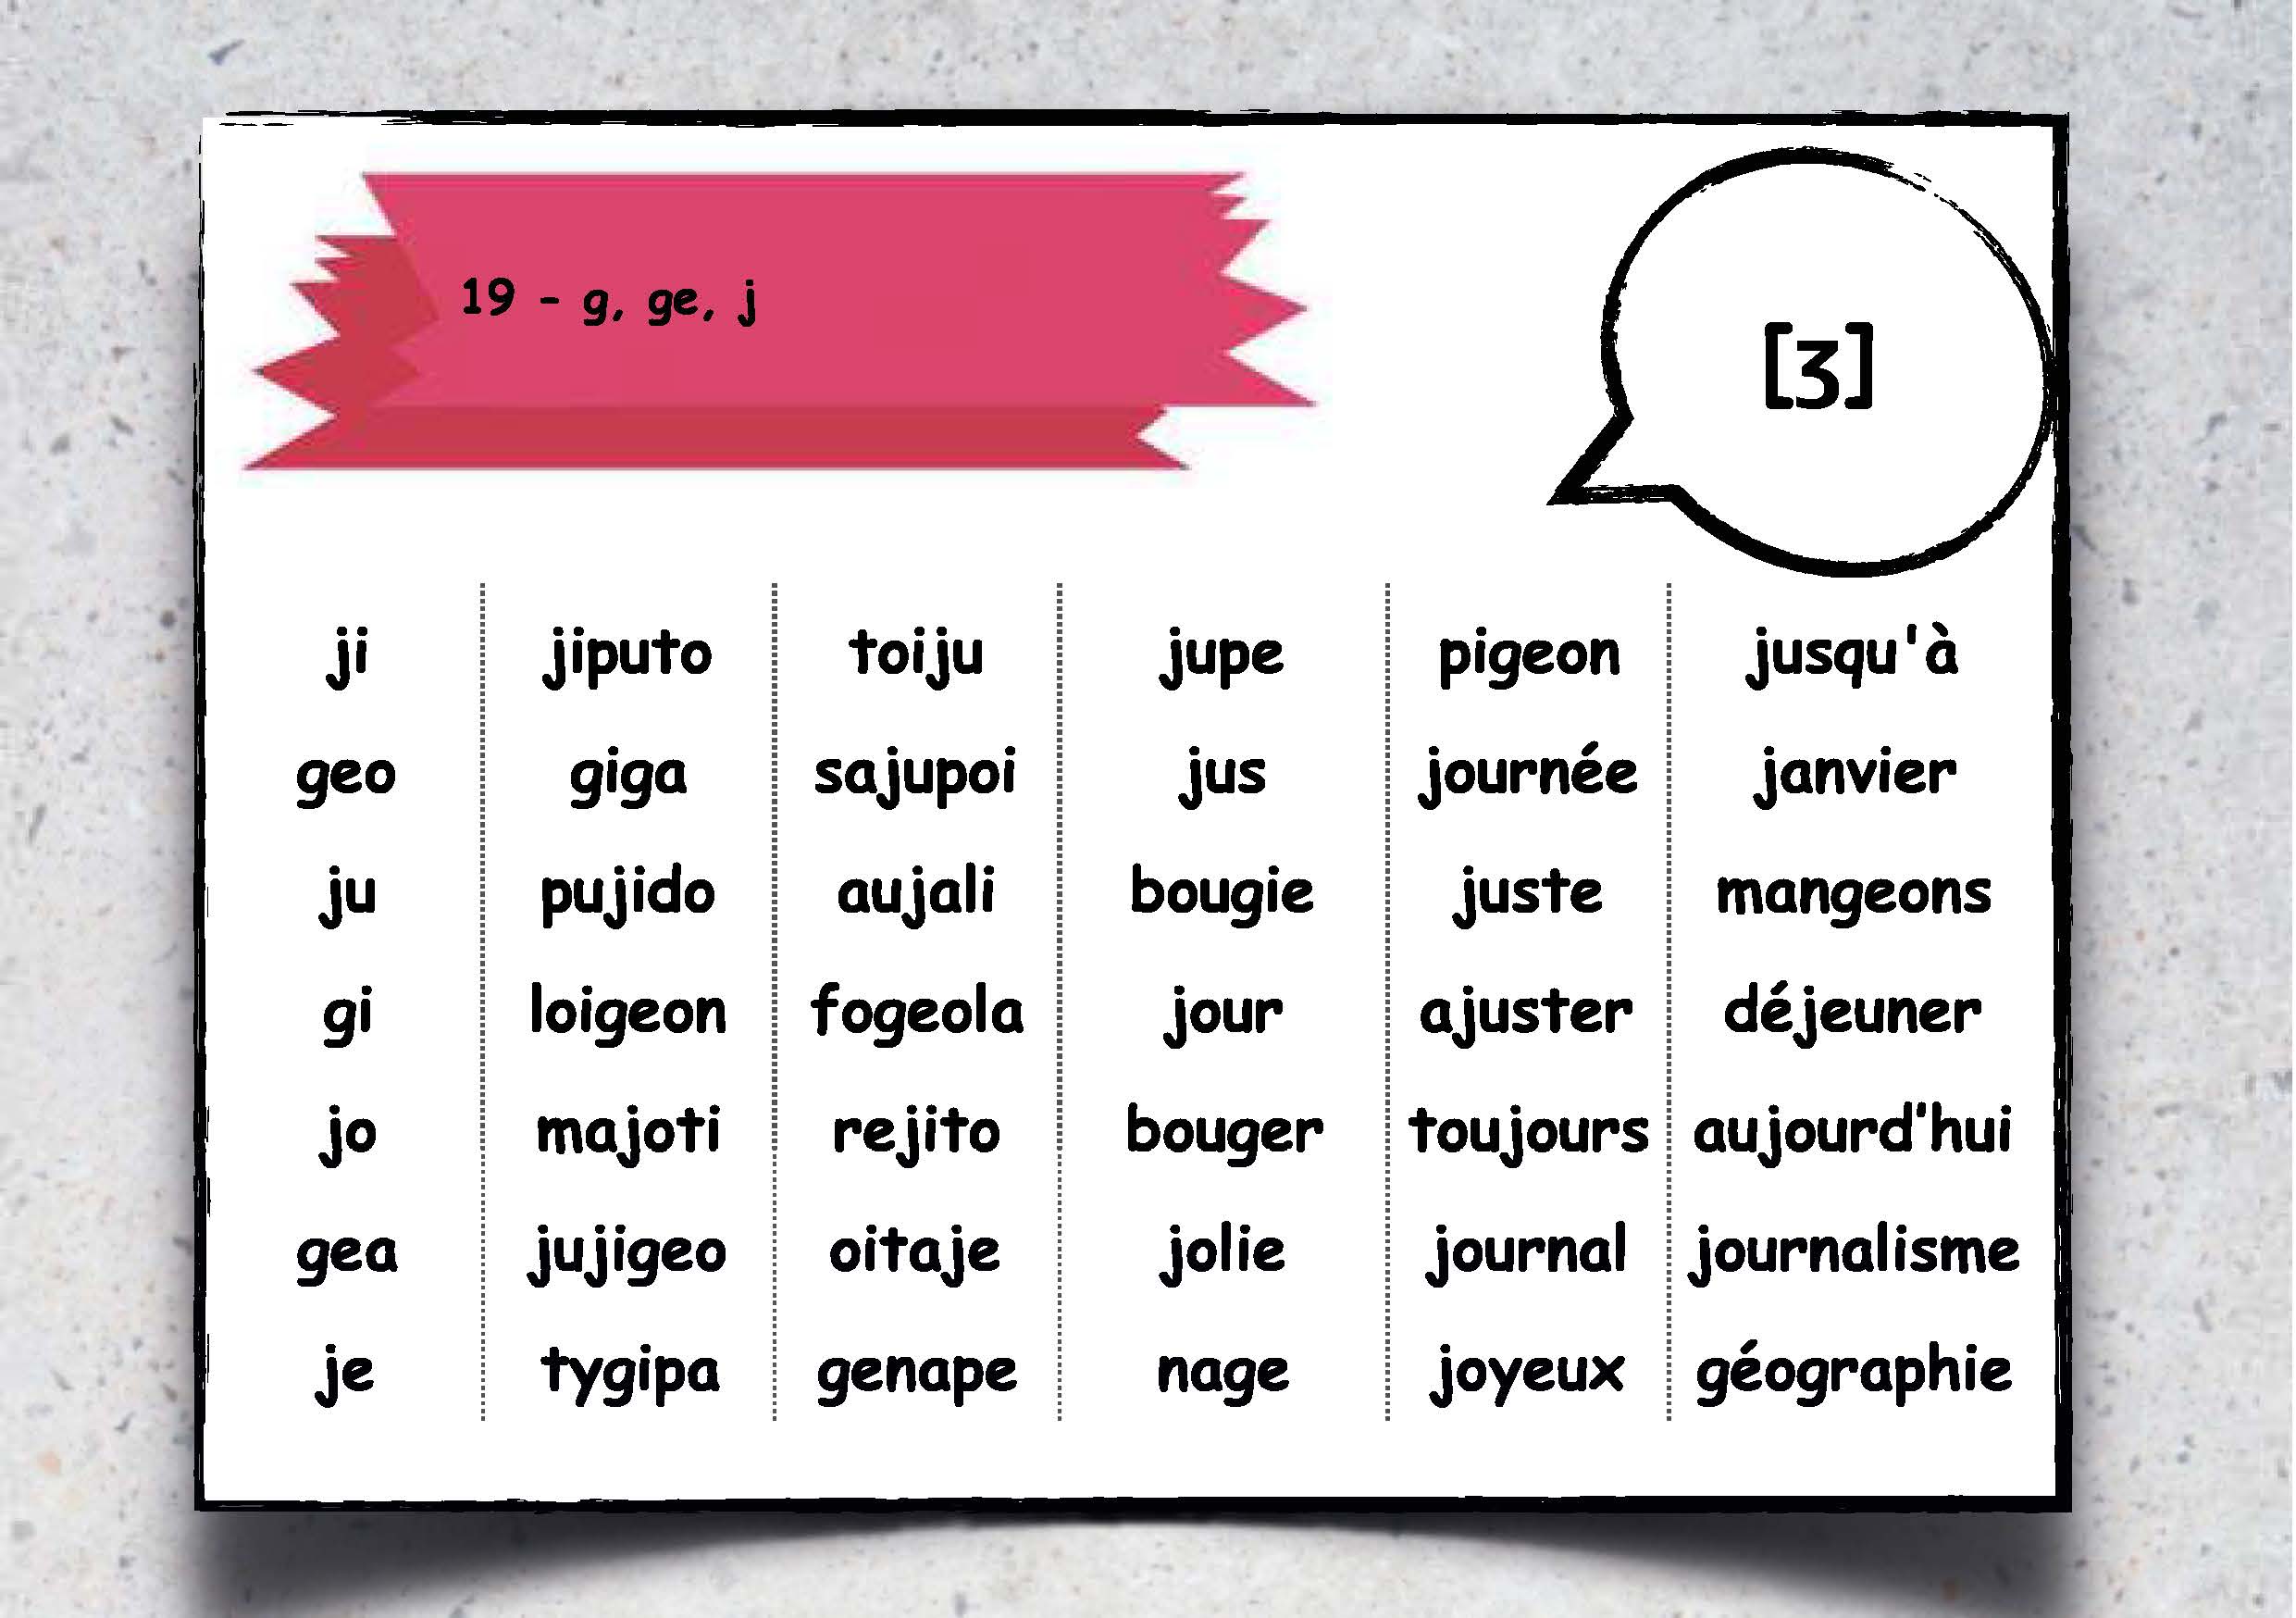 19 - g, ge, j
[ʒ]
ji jiputo toiju jupe pigeon jusqu'à
geo giga sajupoi jus journée janvier
ju pujido aujali bougie juste mangeons
gi loigeon fogeola jour ajuster déjeuner
jo majoti rejito bouger toujours aujourd'hui
gea jujigeo oitaje jolie journal journalisme
je tygipa genape nage joyeux géographie